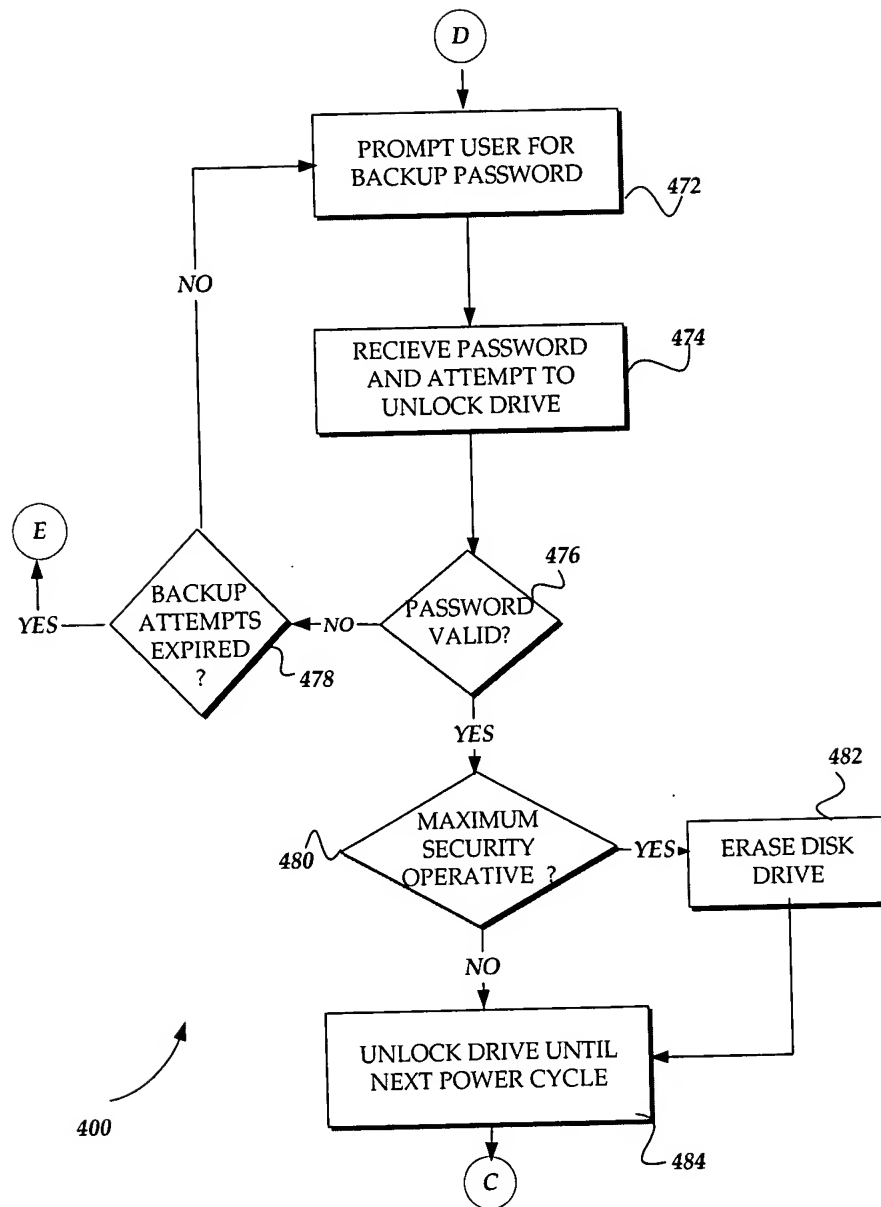 D
PROMPT USER FOR
BACKUP PASSWORD
472
NO
RECIEVE PASSWORD
AND ATTEMPT TO
UNLOCK DRIVE
474
E
YES
BACKUP
ATTEMPTS
EXPIRED
?
478
NO
PASSWORD
VALID?
476
YES
MAXIMUM
SECURITY
OPERATIVE ?
480
YES
482
ERASE DISK
DRIVE
NO
UNLOCK DRIVE UNTIL
NEXT POWER CYCLE
484
400
C